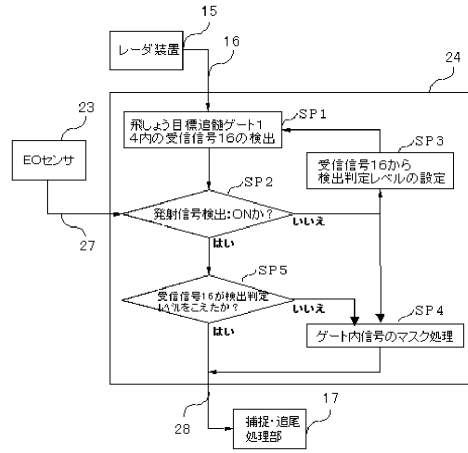 15
レーダ装置
16
24
23
SP1
飛しょう目標追髄ゲート1
4内の受信信号16の検出
SP3
EOセンサ
受信信号16から
検出判定レベルの設定
SP2
発射信号検出:ONか?
いいえ
27
はい
SP5
受信信号16が検出判定
レベルをこえたか?
いいえ
SP4
はい
ゲート内信号のマスク処理
28
17
捕捉・追尾
処理部